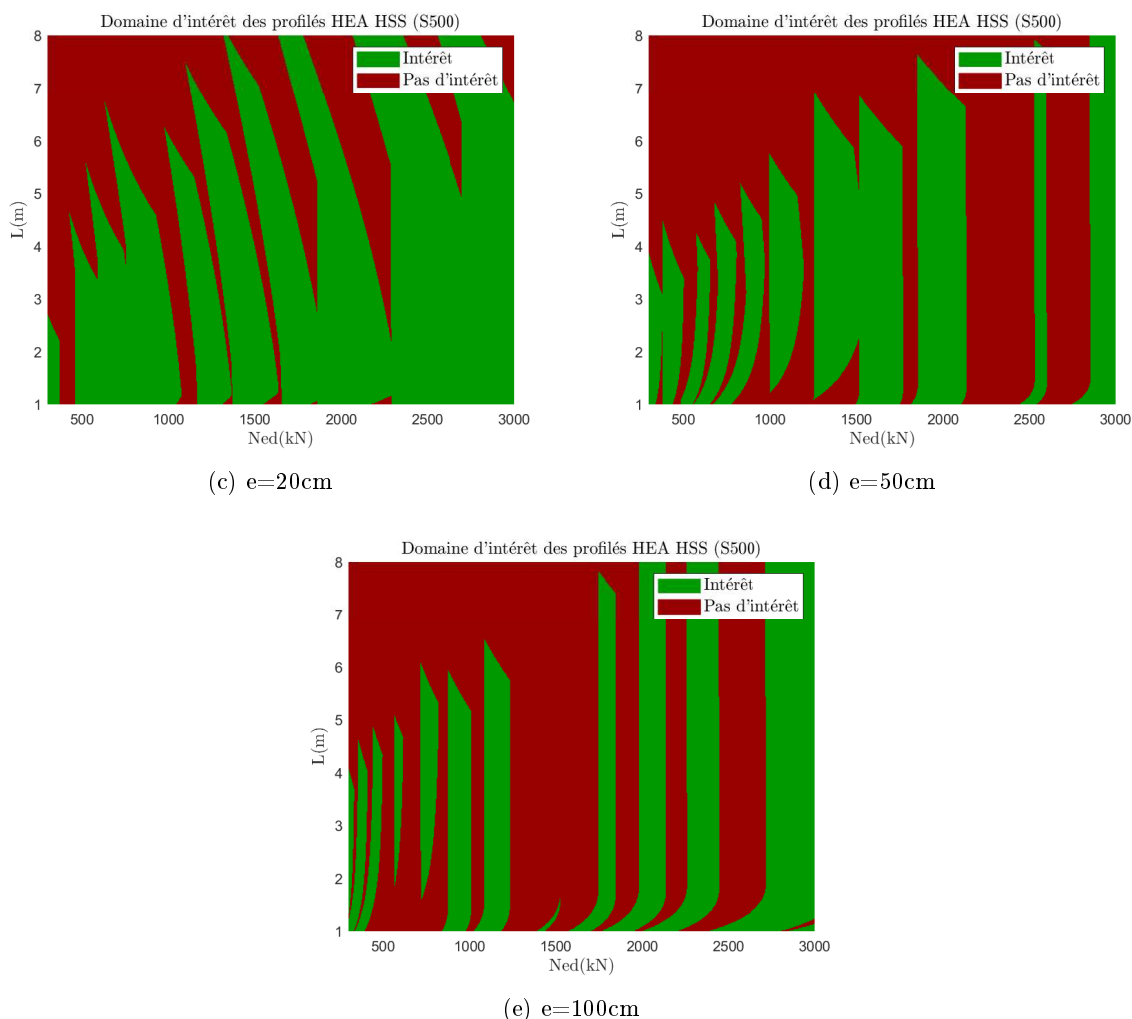 Domaine d'intérêt des profilés HEA HSS (S500)
Intérêt
Pas d'intérêt
L(m)
8
7
6
5
4
3
2
1
500 1000 1500 2000 2500 3000
Ned(kN)
(c) e=20cm
Domaine d'intérêt des profilés HEA HSS (S500)
Intérêt
Pas d'intérêt
L(m)
8
7
6
5
4
3
2
1
500 1000 1500 2000 2500 3000
Ned(kN)
(d) e=50cm
Domaine d'intérêt des profilés HEA HSS (S500)
Intérêt
Pas d'intérêt
L(m)
8
7
6
5
4
3
2
1
500 1000 1500 2000 2500 3000
Ned(kN)
(e) e=100cm